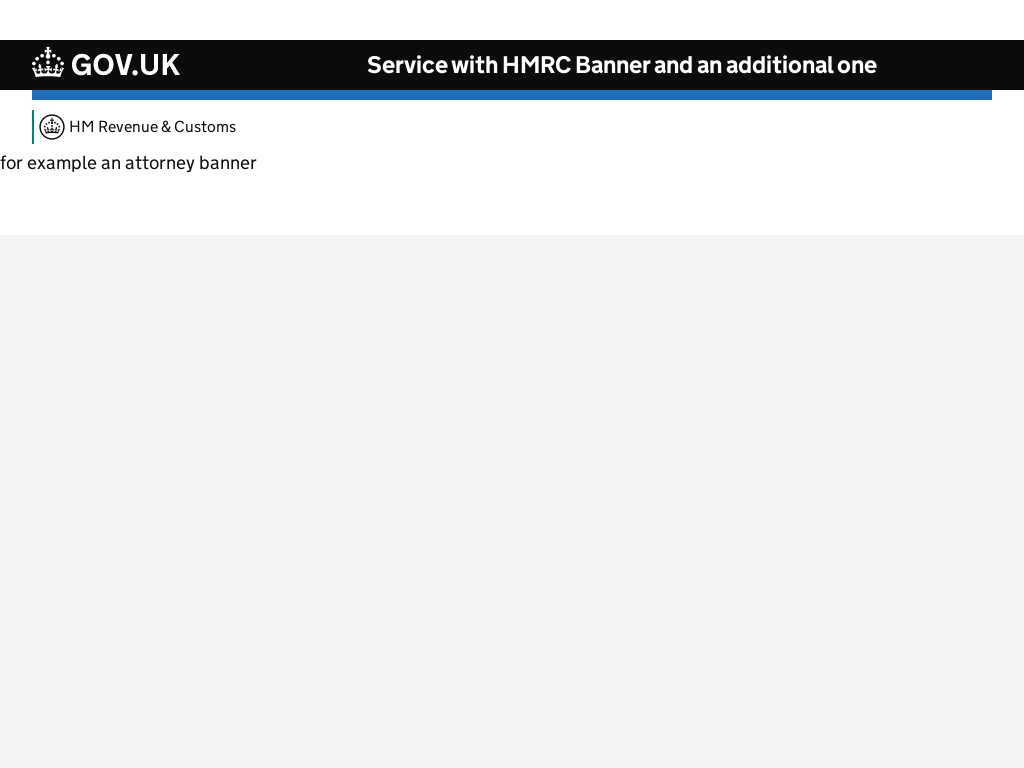 GOV.UK
Service with HMRC Banner and an additional one
HM Revenue & Customs
for example an attorney banner